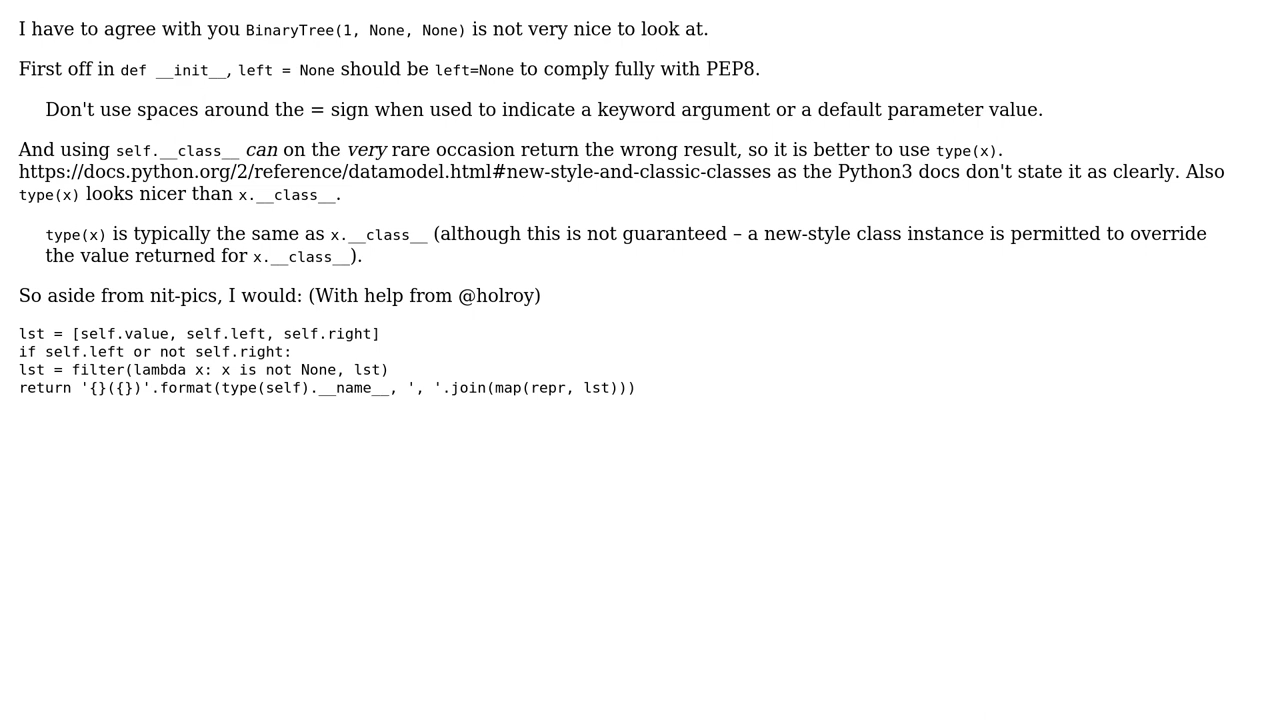 I have to agree with you BinaryTree(1, None, None) is not very nice to look at.
First off in def __init__, left = None should be left=None to comply fully with PEP8.
Don't use spaces around the = sign when used to indicate a keyword argument or a default parameter value.
And using self.__class__ can on the very rare occasion return the wrong result, so it is better to use type(x).
https://docs.python.org/2/reference/datamodel.html#new-style-and-classic-classes as the Python3 docs don't state it as clearly. Also
type(x) looks nicer than x.__class__.
type(x) is typically the same as x.__class__ (although this is not guaranteed – a new-style class instance is permitted to override
the value returned for x.__class__).
So aside from nit-pics, I would: (With help from @holroy)
lst = [self.value, self.left, self.right]
if self.left or not self.right:
lst = filter(lambda x: x is not None, lst)
return '{}({})'.format(type(self).__name__, ', '.join(map(repr, lst)))